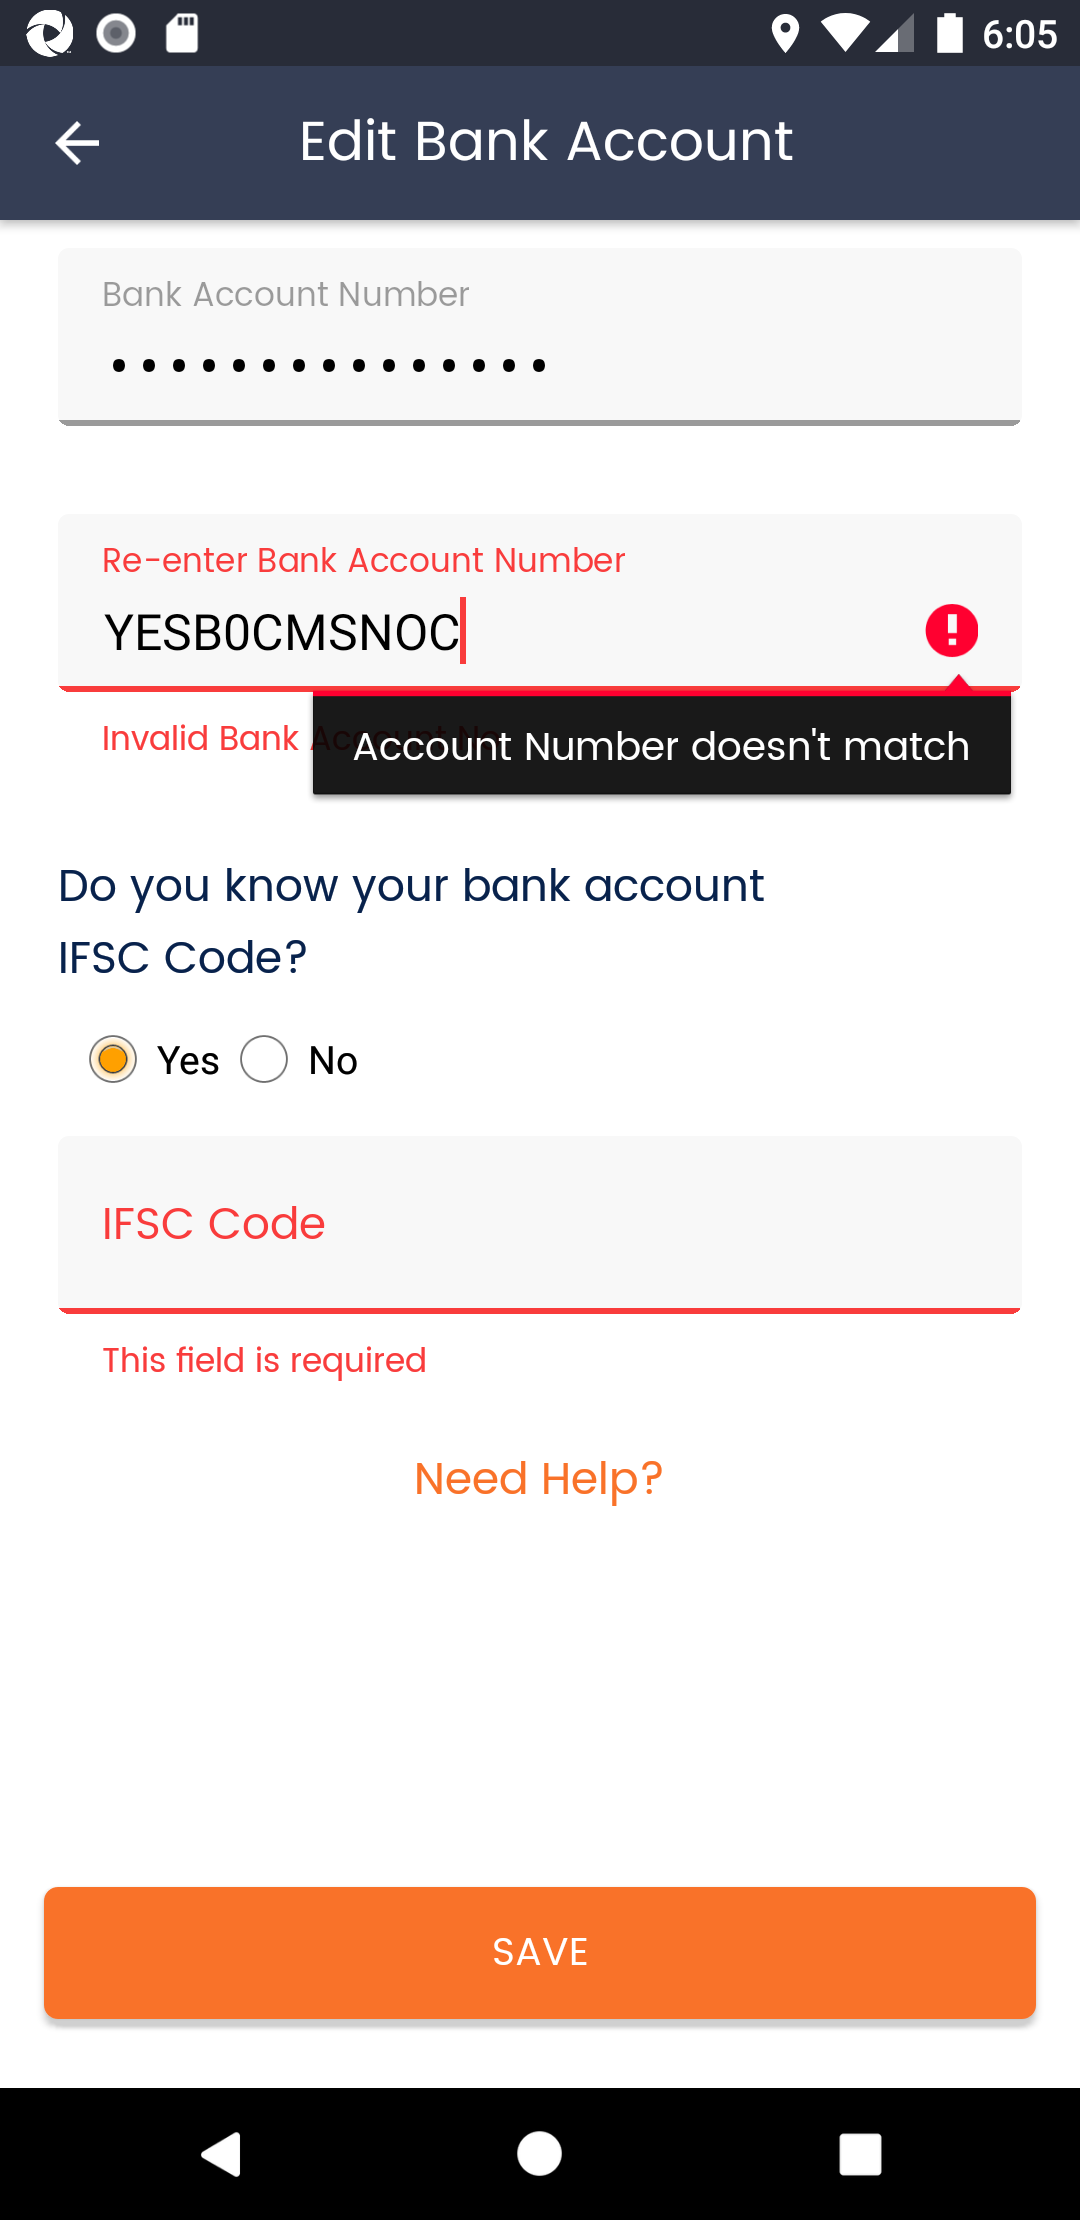 6:05
Edit Bank Account
Bank Account Number
•••••••••••••••
Re-enter Bank Account Number
YESB0CMSNOC
Invalid Bank Account No
Account Number doesn't match
Do you know your bank account
IFSC Code?
Yes No
IFSC Code
This field is required
Need Help?
SAVE